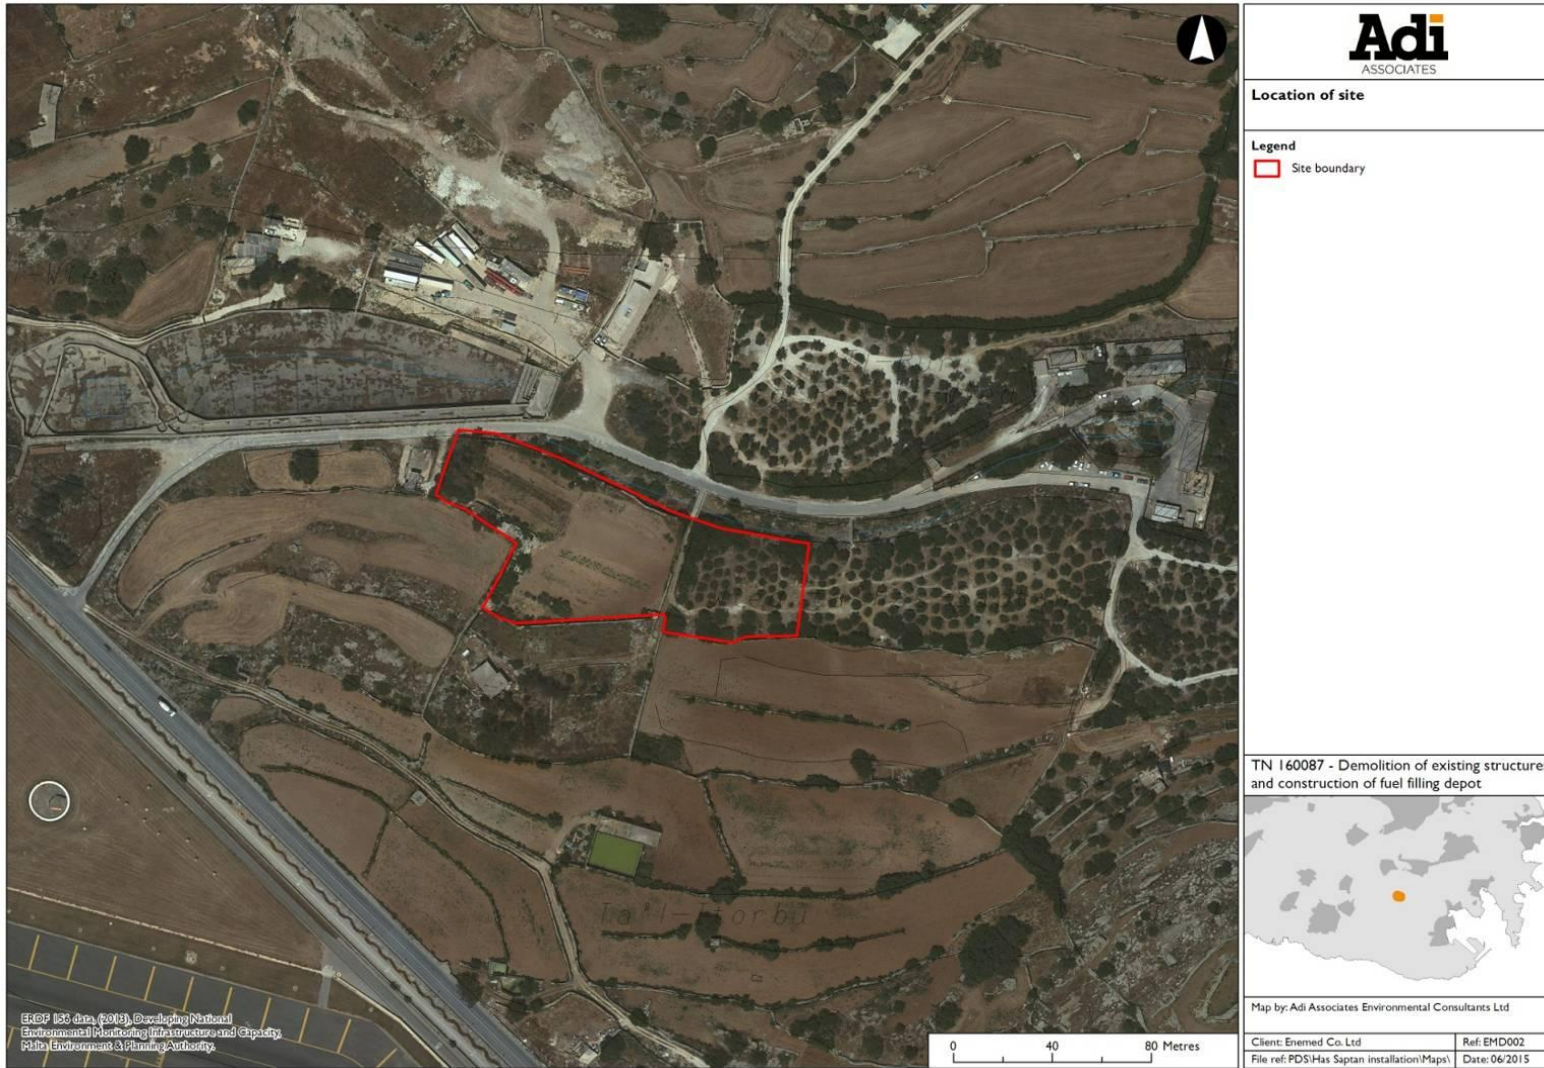 Adi
ASSOCIATES
Location of site
Legend
Site boundary
Ta' l-Horbu
ERDF 156 data, (2013), Developing National
Environmental Monitoring Infrastructure and Capacity,
Malta Environment & Planning Authority.
0 40 80 Metres
TN 160087 - Demolition of existing structure
and construction of fuel filling depot
Map by: Adi Associates Environmental Consultants Ltd
Client: Enemed Co. Ltd
Ref: EMD002
File ref: PDS\Has Saptan installation\Maps\
Date: 06/2015